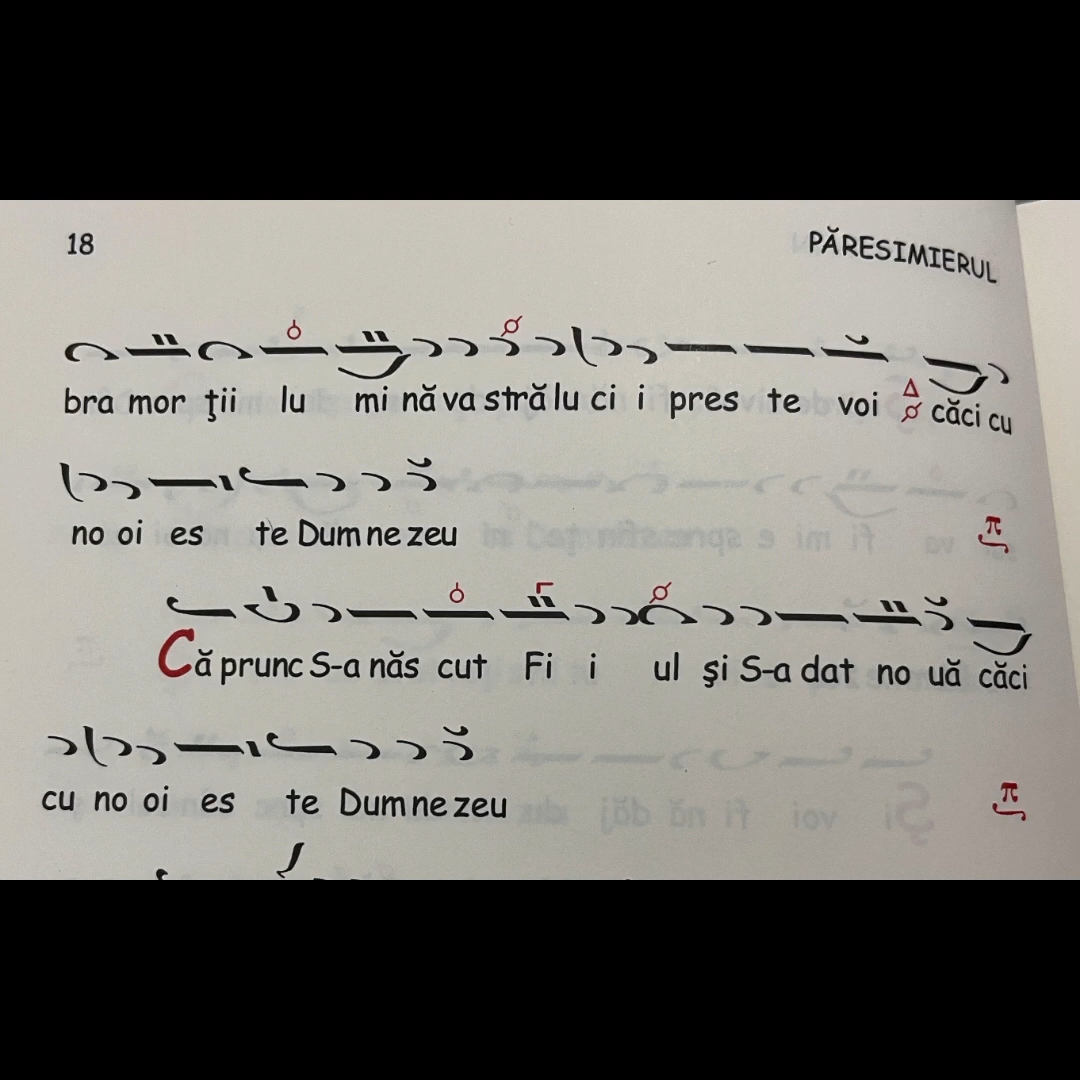 18 PĂRESIMIERUL
bra mor ţii lu mi nă va stră lu ci i pres te voi Δ căci cu
no oi es te Dum ne zeu π
Că prunc S-a năs cut Fi i ul şi S-a dat no uă căci
cu no oi es te Dum ne zeu π